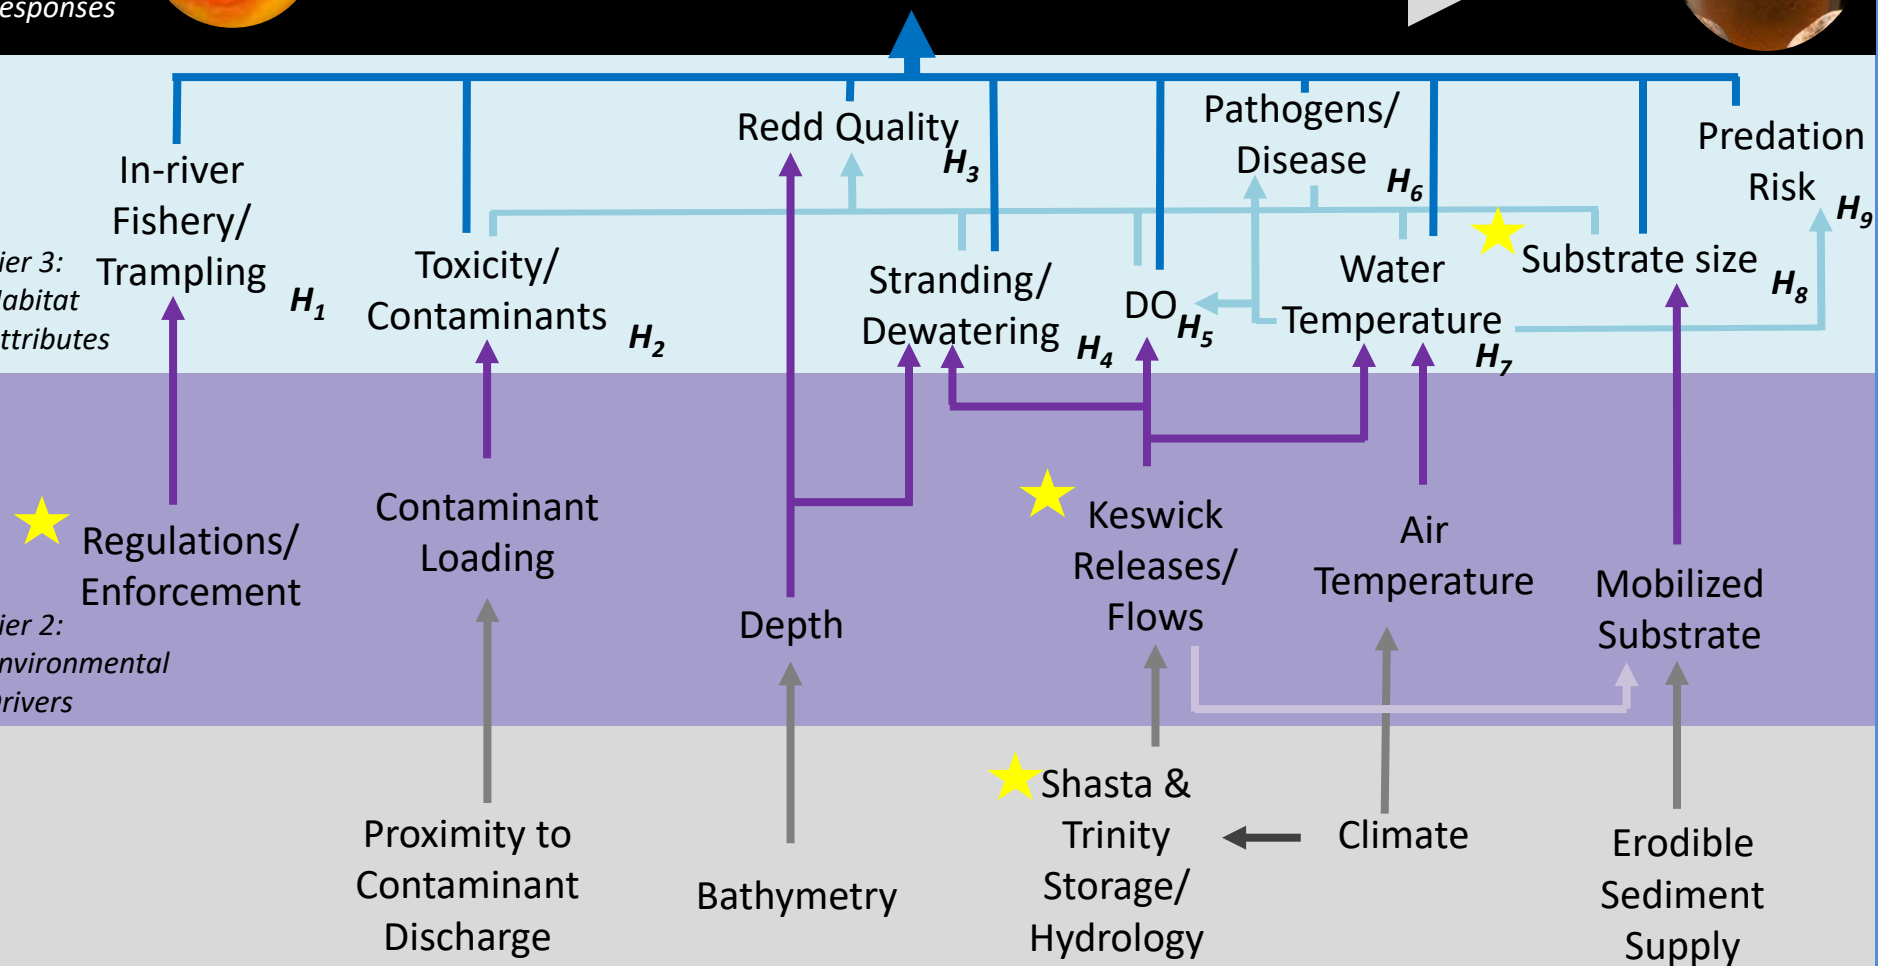 esponses
Redd Quality
H3
Pathogens/
Disease
H6
Predation
Risk
H9
In-river
Fishery/
Trampling
H1
Toxicity/
Contaminants
H2
Stranding/
Dewatering
H4
DO
H5
Water
Temperature
H7
Substrate size
H8
ier 3:
abitat
ttributes
Regulations/
Enforcement
Contaminant
Loading
Depth
Keswick
Releases/
Flows
Air
Temperature
Mobilized
Substrate
ier 2:
nvironmental
rivers
Proximity to
Contaminant
Discharge
Bathymetry
Shasta &
Trinity
Storage/
Hydrology
Climate
Erodible
Sediment
Supply